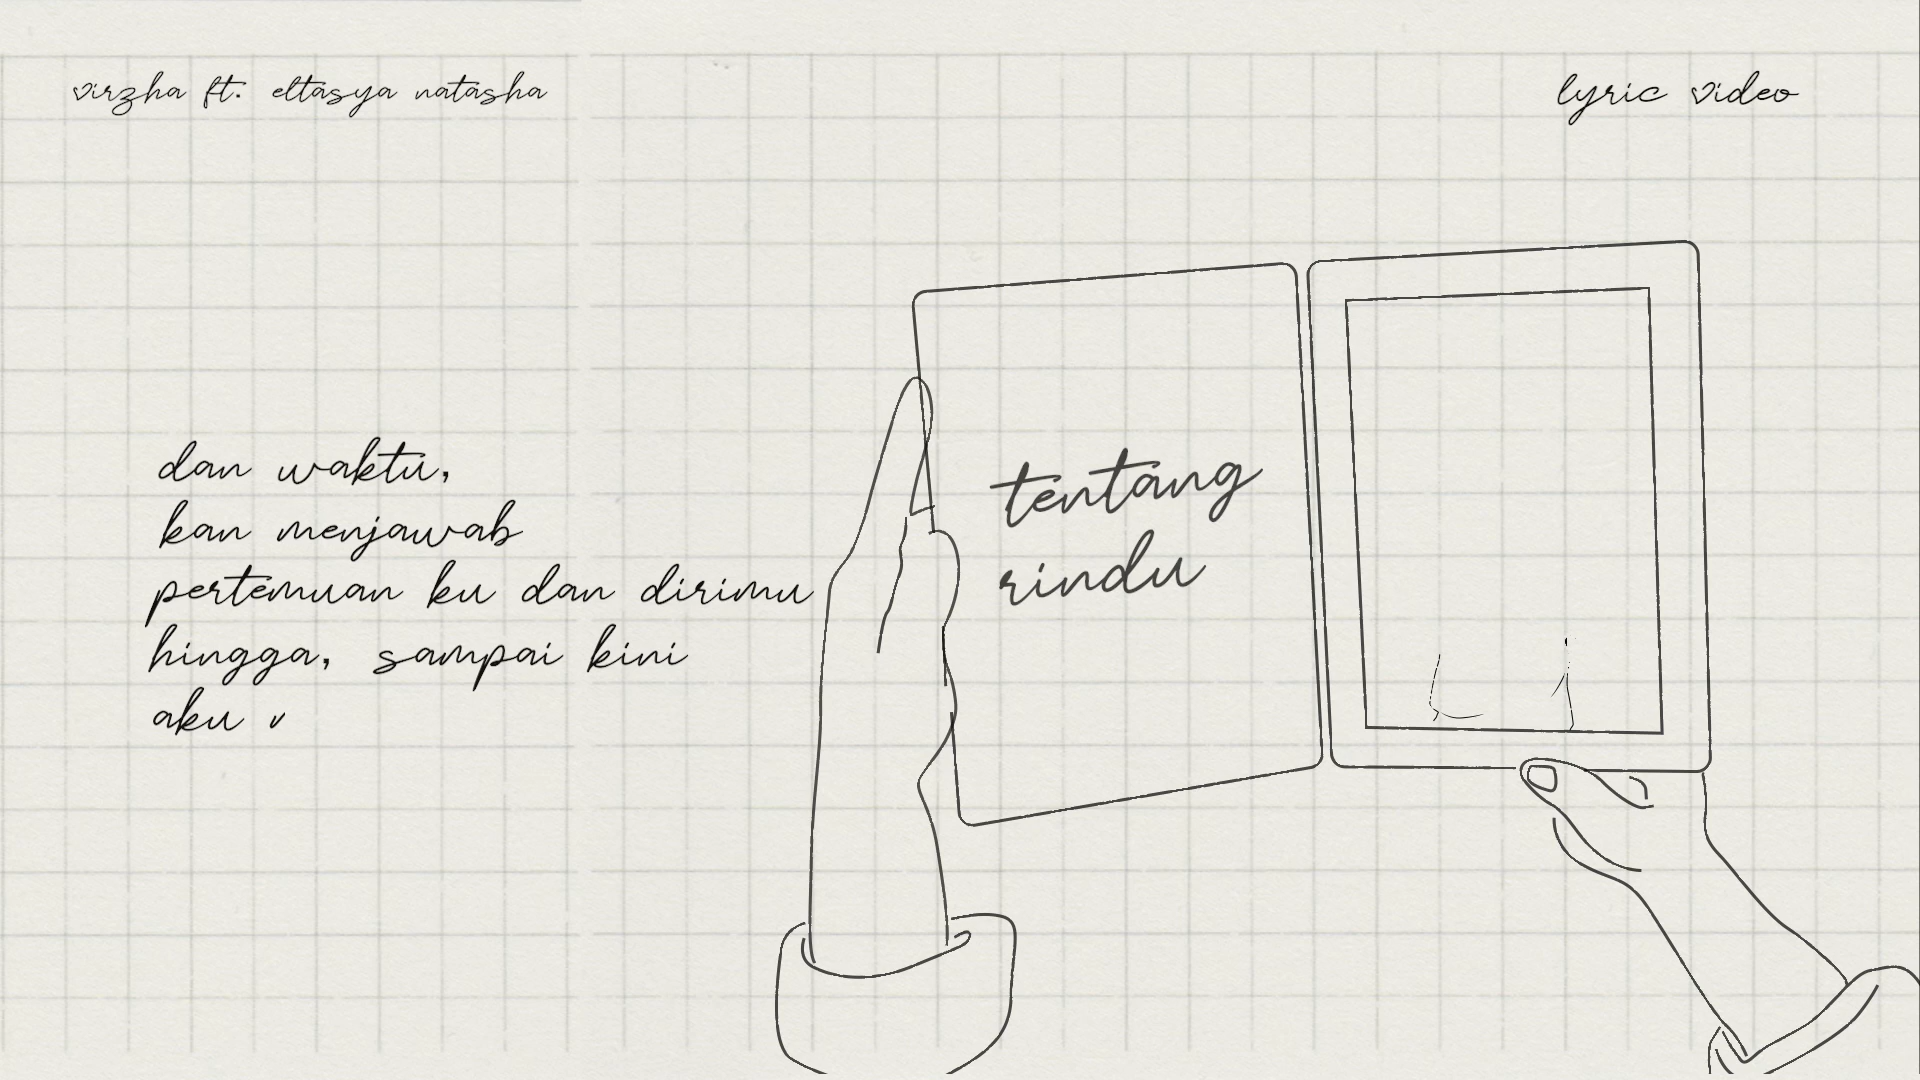 virzha ft. eltasya natasha
lyric video
dan waktu,
kan menjawab
pertemuan ku dan dirimu
hingga, sampai kini
aku
tentang
rindu